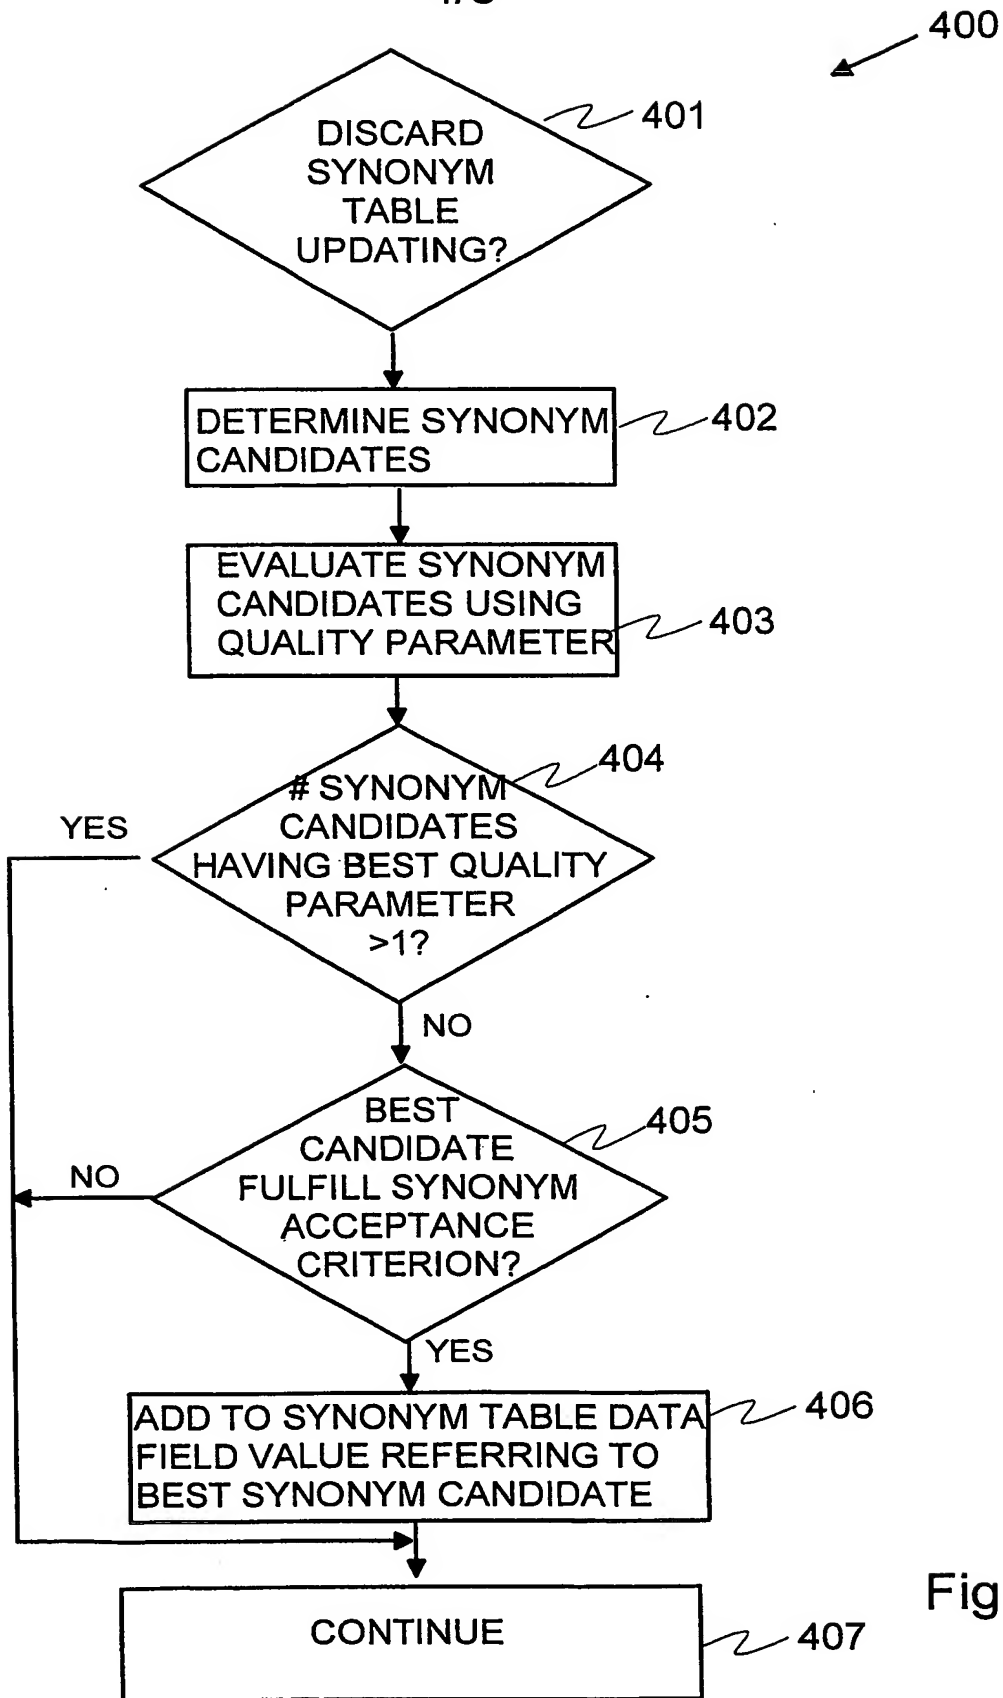 400
DISCARD
SYNONYM
TABLE
UPDATING?
401
DETERMINE SYNONYM
CANDIDATES
402
EVALUATE SYNONYM
CANDIDATES USING
QUALITY PARAMETER
403
# SYNONYM
CANDIDATES
HAVING BEST QUALITY
PARAMETER
>1?
404
YES
NO
BEST
CANDIDATE
FULFILL SYNONYM
ACCEPTANCE
CRITERION?
405
NO
YES
ADD TO SYNONYM TABLE DATA
FIELD VALUE REFERRING TO
BEST SYNONYM CANDIDATE
406
CONTINUE
407
Fig